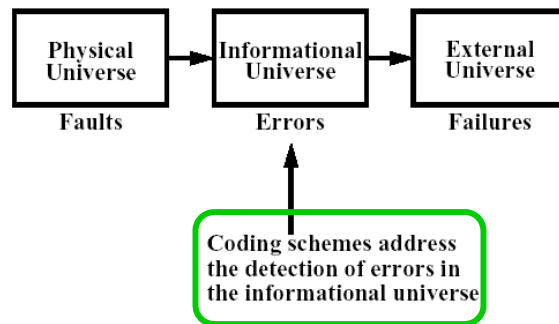 Physical
Universe
Informational
Universe
External
Universe
Faults
Errors
Failures
Coding schemes address
the detection of errors in
the informational universe